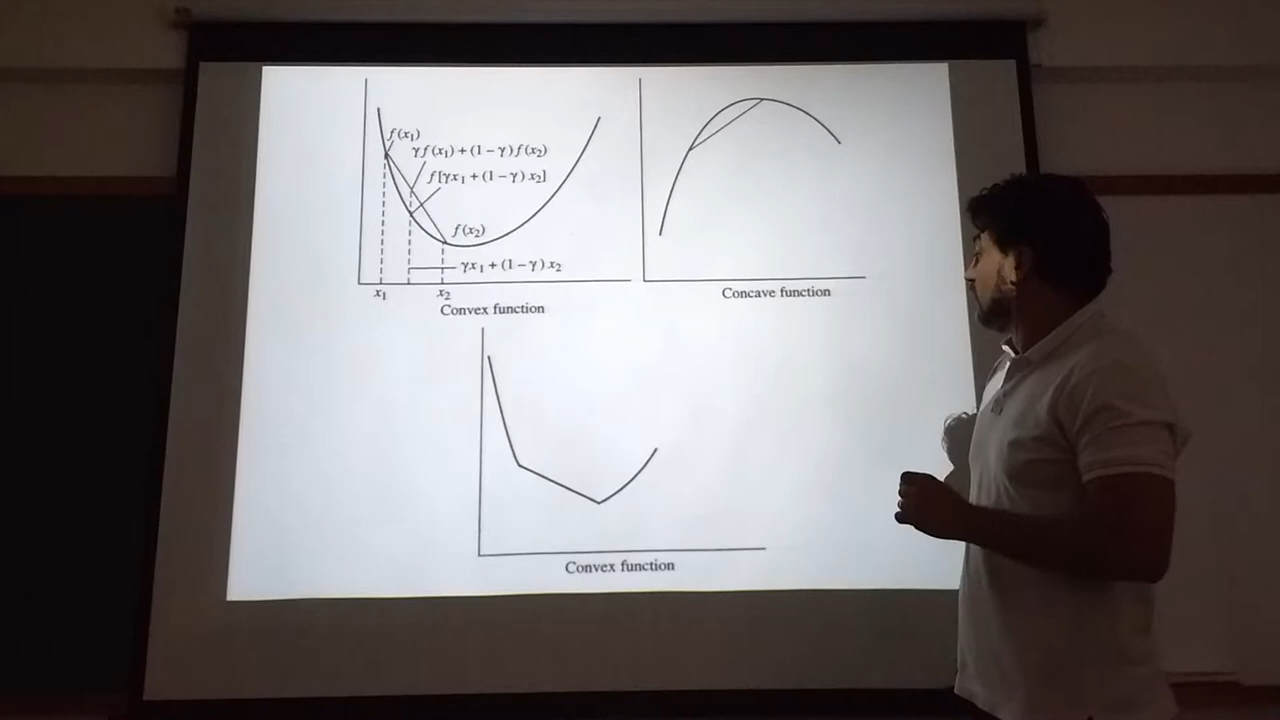 f(x₁)
γf(x₁) + (1 − γ) f(x₂)
f[γx₁ + (1 − γ) x₂]
f(x₂)
γx₁ + (1 − γ) x₂
x₁ x₂
Convex function
Concave function
Convex function